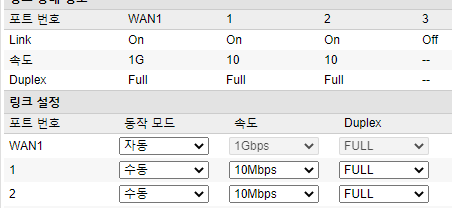 포트 번호 WAN1 1 2 3
Link On On On Off
속도 1G 10 10 --
Duplex Full Full Full --
링크 설정
포트 번호 동작 모드 속도 Duplex
WAN1 자동 1Gbps FULL
1 수동 10Mbps FULL
2 수동 10Mbps FULL